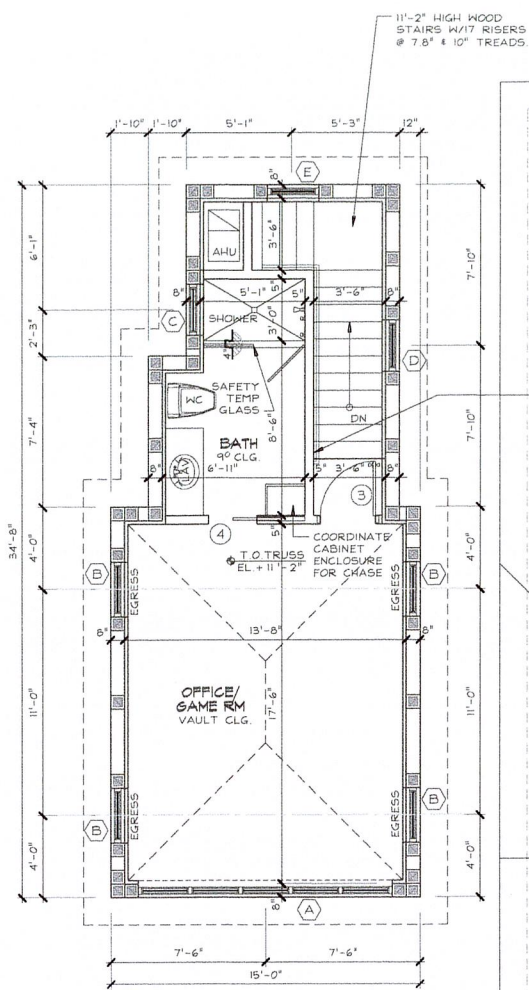 11'-2" HIGH WOOD
STAIRS W/17 RISERS
@ 7.8" & 10" TREADS.
1'-10" 1'-10" 5'-1" 5'-3" 12"
E
8"
6'-1"
AHU
3'-6"
7'-10"
5"
8" 5'-1" 5" 3'-6" 8"
C
SHOWER
3'-0"
2'-3"
D
4"
SAFETY
TEMP
GLASS
WC
DN
8'-6"
BATH
9⁰ CLG.
7'-4"
7'-10"
LAV
8" 6'-11" 5" 3'-6" 8"
3
4
5"
COORDINATE
CABINET /
ENCLOSURE
FOR CHASE
T.O.TRUSS
EL.+11'-2"
34'-8"
4'-0"
4'-0"
B
EGRESS
EGRESS
B
8" 13'-8" 8"
OFFICE/
GAME RM
VAULT CLG.
17'-6"
11'-0"
11'-0"
B
EGRESS
EGRESS
B
4'-0"
4'-0"
8"
A
7'-6" 7'-6"
15'-0"